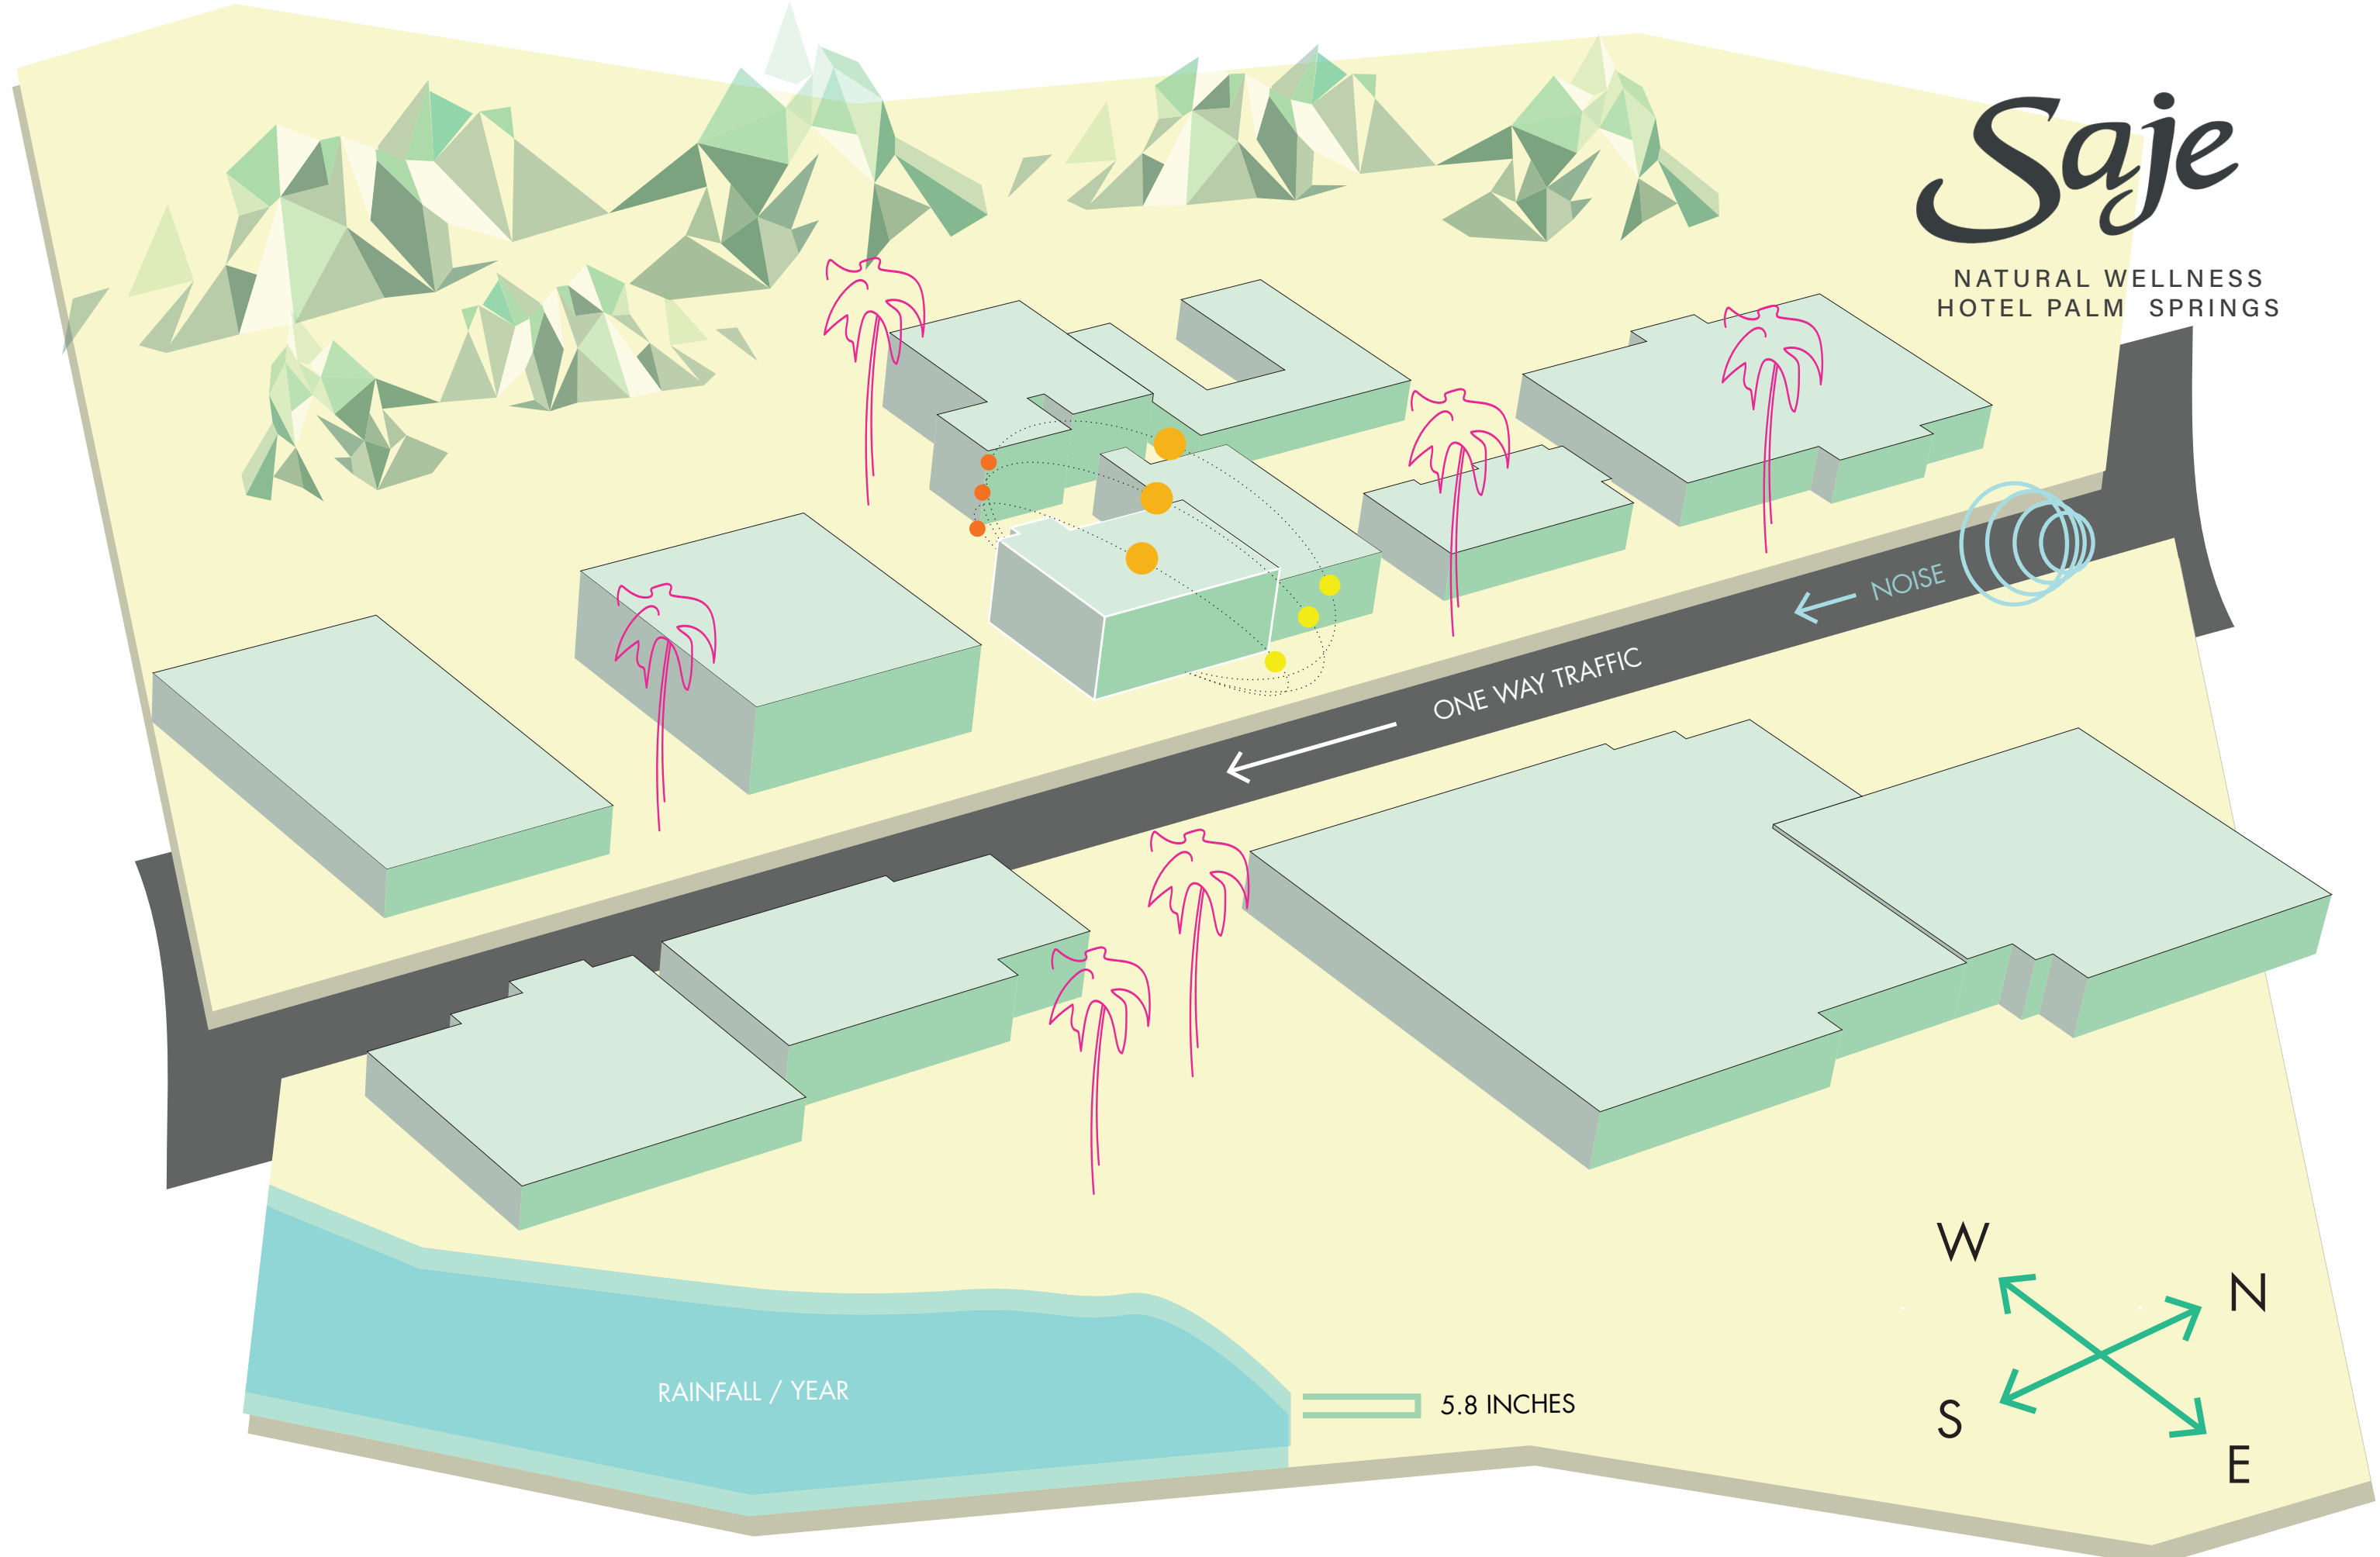 Saje
NATURAL WELLNESS
HOTEL PALM SPRINGS
NOISE
ONE WAY TRAFFIC
W
N
S
E
RAINFALL / YEAR
5.8 INCHES